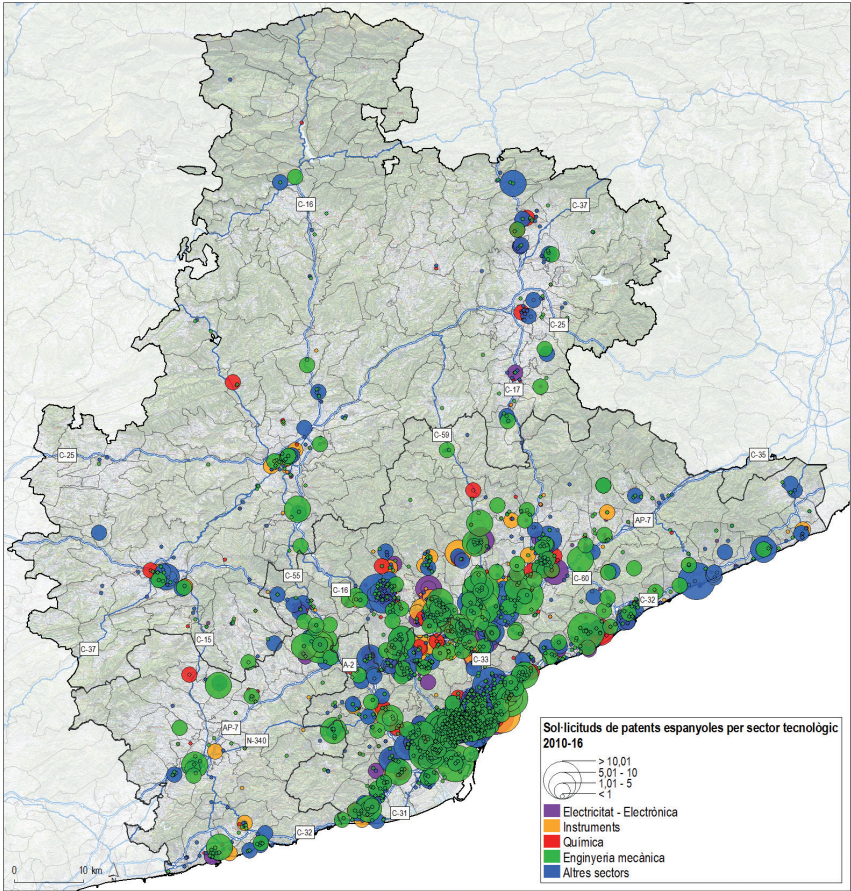 C-16
C-37
C-25
C-17
C-59
C-25
C-35
AP-7
C-55
C-16
C-60
C-32
C-37
C-15
C-33
A-2
AP-7
N-340
C-31
C-32
0 10 km
N
Sol·licituds de patents espanyoles per sector tecnològic
2010-16
> 10,01
5,01 - 10
1,01 - 5
< 1
Electricitat - Electrònica
Instruments
Química
Enginyeria mecànica
Altres sectors